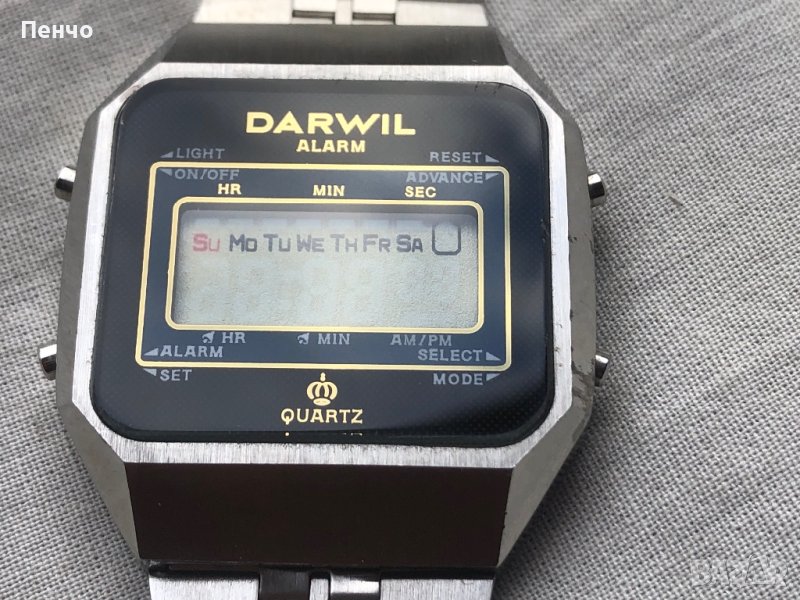 Пенчо
DARWIL
ALARM
LIGHT RESET
ON/OFF ADVANCE
HR MIN SEC
Su Mo Tu We Th Fr Sa
HR MIN AM/PM
ALARM SELECT
SET MODE
QUARTZ
BAZAR